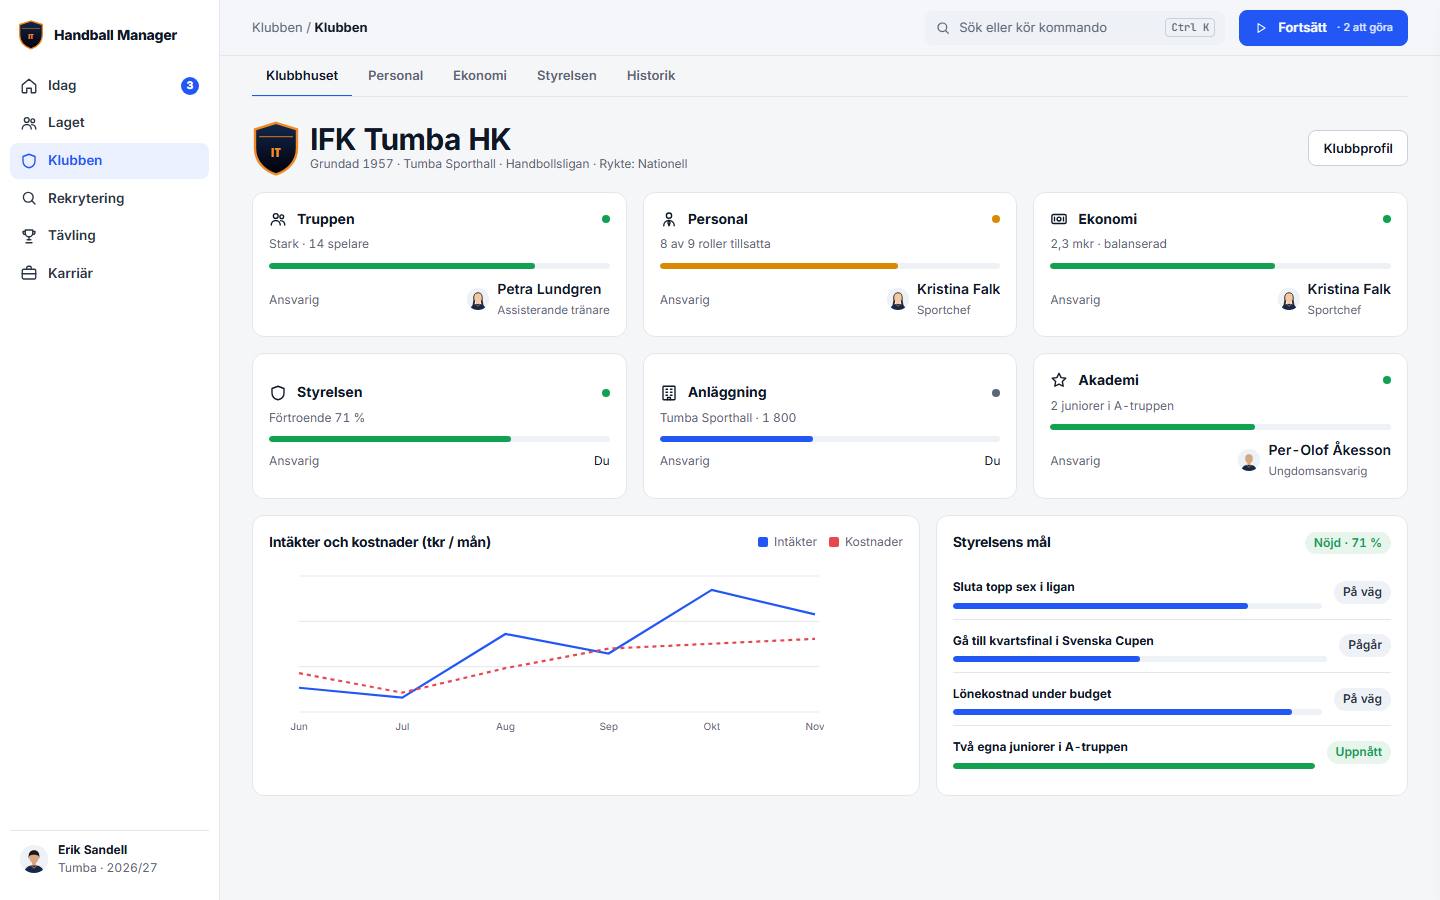 Handball Manager
Idag 3
Laget
Klubben
Rekrytering
Tävling
Karriär
Erik Sandell
Tumba · 2026/27
Klubben / Klubben
Sök eller kör kommando Ctrl K
Fortsätt · 2 att göra
Klubbhuset Personal Ekonomi Styrelsen Historik
IT
IFK Tumba HK
Grundad 1957 · Tumba Sporthall · Handbollsligan · Rykte: Nationell
Klubbprofil
Truppen
Stark · 14 spelare
Ansvarig
Petra Lundgren
Assisterande tränare
Personal
8 av 9 roller tillsatta
Ansvarig
Kristina Falk
Sportchef
Ekonomi
2,3 mkr · balanserad
Ansvarig
Kristina Falk
Sportchef
Styrelsen
Förtroende 71 %
Ansvarig Du
Anläggning
Tumba Sporthall · 1 800
Ansvarig Du
Akademi
2 juniorer i A-truppen
Ansvarig
Per-Olof Åkesson
Ungdomsansvarig
Intäkter och kostnader (tkr / mån)
Intäkter Kostnader
Jun Jul Aug Sep Okt Nov
Styrelsens mål Nöjd · 71 %
Sluta topp sex i ligan På väg
Gå till kvartsfinal i Svenska Cupen Pågår
Lönekostnad under budget På väg
Två egna juniorer i A-truppen Uppnått